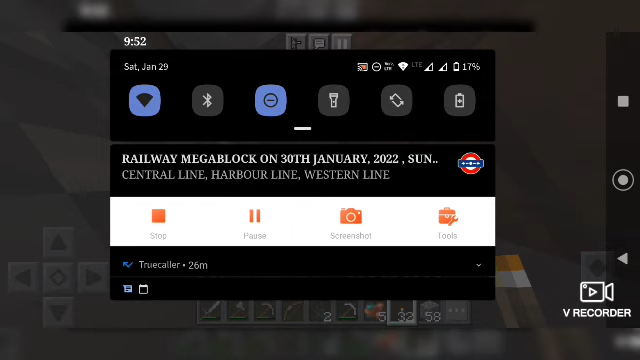 9:52
Sat, Jan 29
LTE
17%
RAILWAY MEGABLOCK ON 30TH JANUARY, 2022 , SUN..
CENTRAL LINE, HARBOUR LINE, WESTERN LINE
Stop
Pause
Screenshot
Tools
Truecaller • 26m
2
5
32
58
V RECORDER